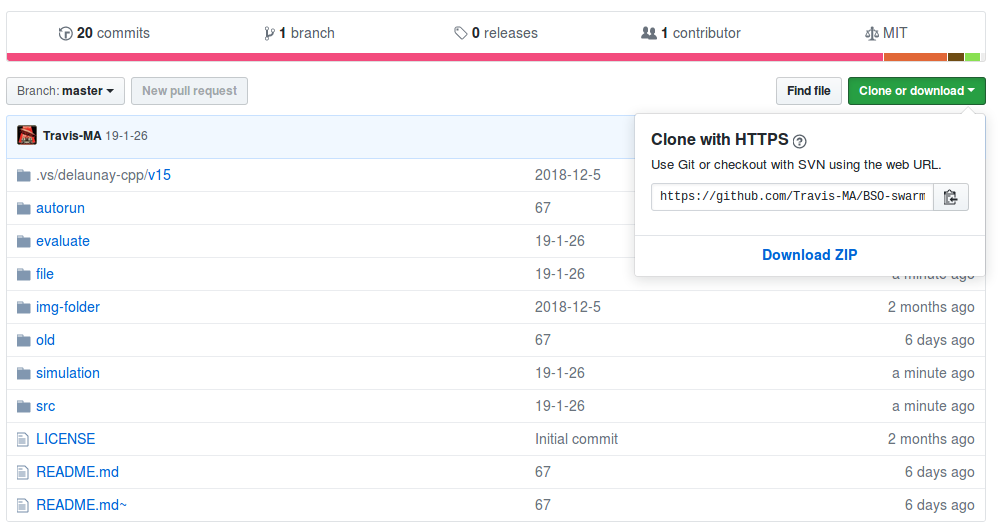 20 commits 1 branch 0 releases 1 contributor MIT
Branch: master New pull request Find file Clone or download
Travis-MA 19-1-26
Clone with HTTPS ?
Use Git or checkout with SVN using the web URL.
https://github.com/Travis-MA/BSO-swarm
Download ZIP
.vs/delaunay-cpp/v15 2018-12-5
autorun 67
evaluate 19-1-26
file 19-1-26 a minute ago
img-folder 2018-12-5 2 months ago
old 67 6 days ago
simulation 19-1-26 a minute ago
src 19-1-26 a minute ago
LICENSE Initial commit 2 months ago
README.md 67 6 days ago
README.md~ 67 6 days ago